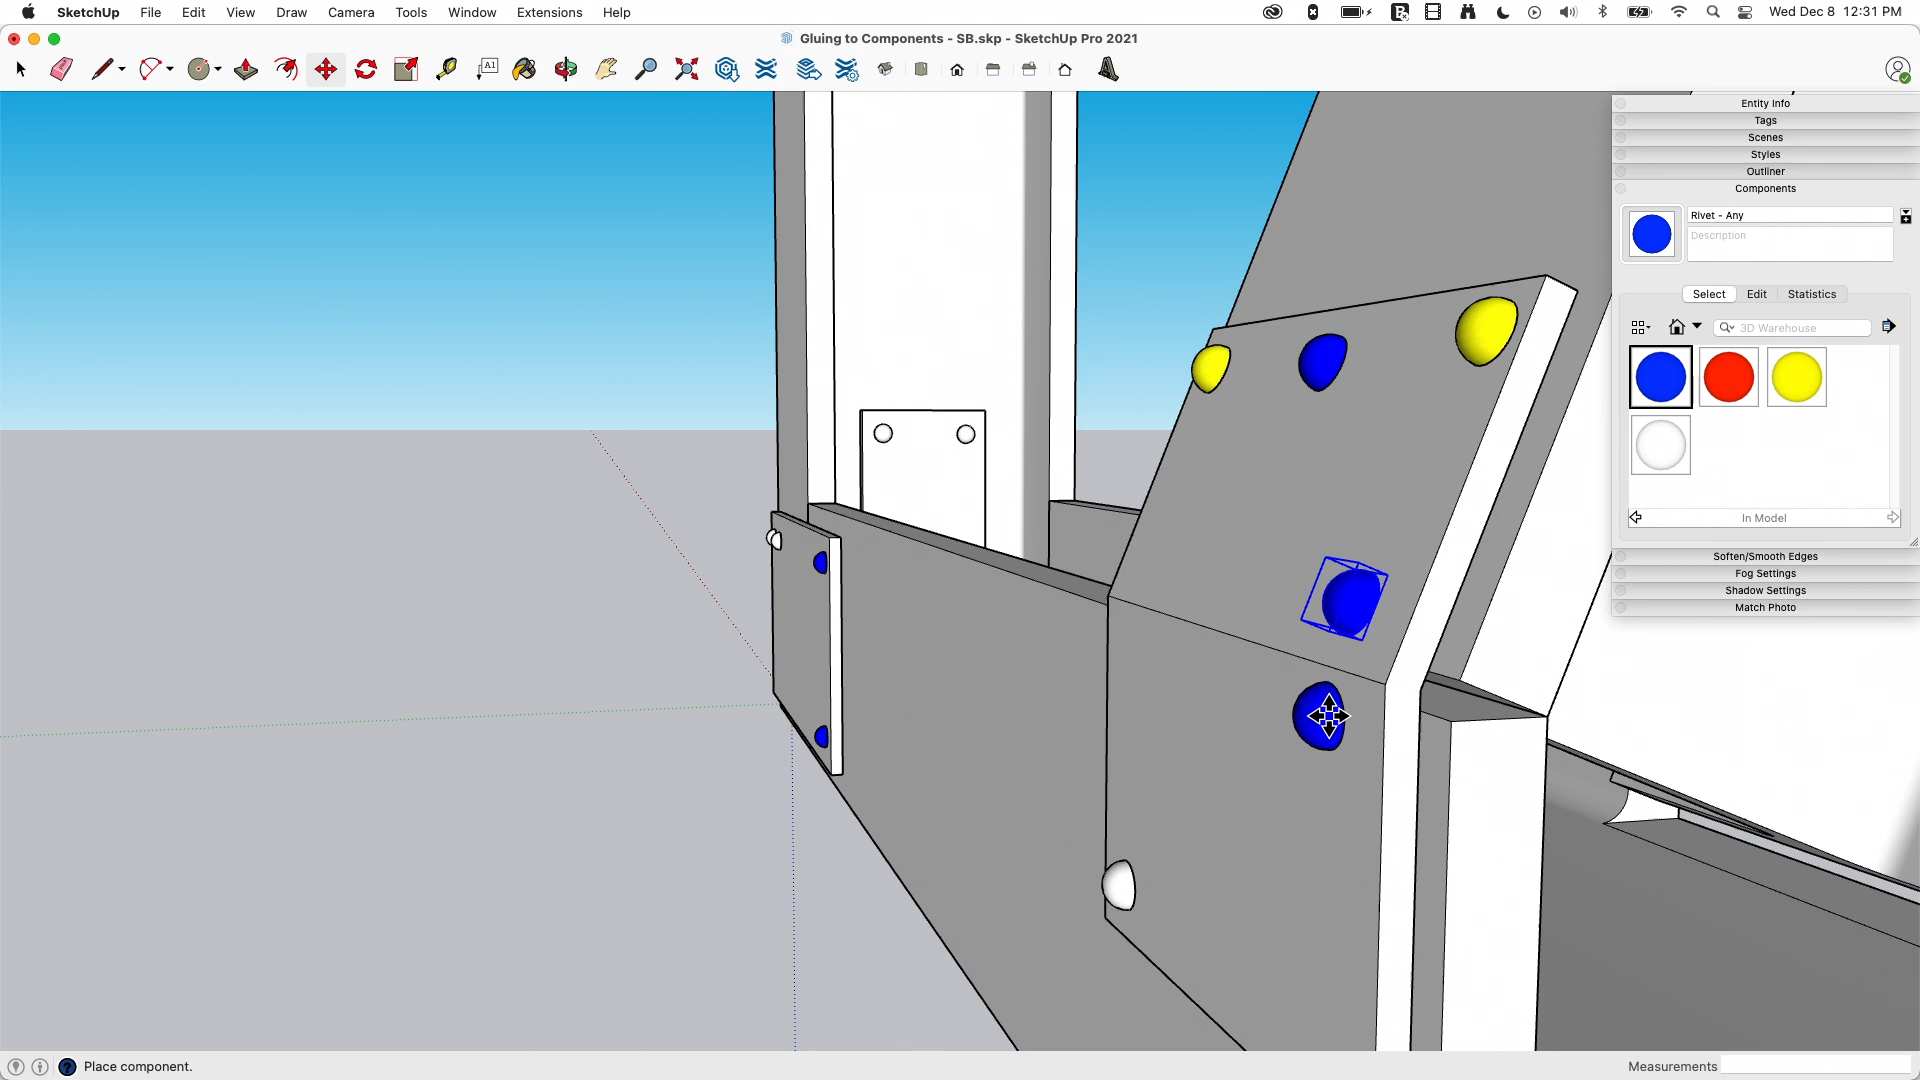 SketchUp File Edit View Draw Camera Tools Window Extensions Help Wed Dec 8 12:31 PM
Gluing to Components - SB.skp - SketchUp Pro 2021
A1
Entity Info
Tags
Scenes
Styles
Outliner
Components
Rivet - Any
Description
Select Edit Statistics
3D Warehouse
In Model
Soften/Smooth Edges
Fog Settings
Shadow Settings
Match Photo
Place component.
Measurements